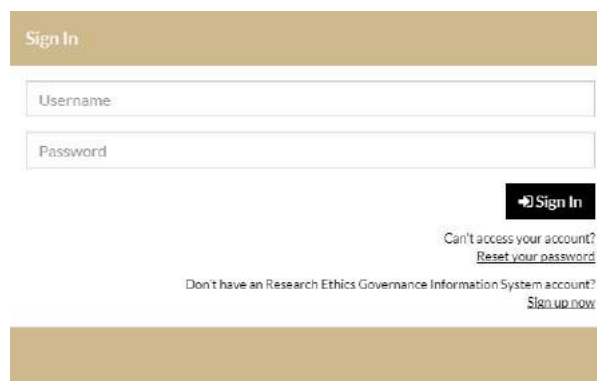 Sign In
Username
Password
Sign In
Can't access your account?
Reset your password
Don't have an Research Ethics Governance Information System account?
Sign up now